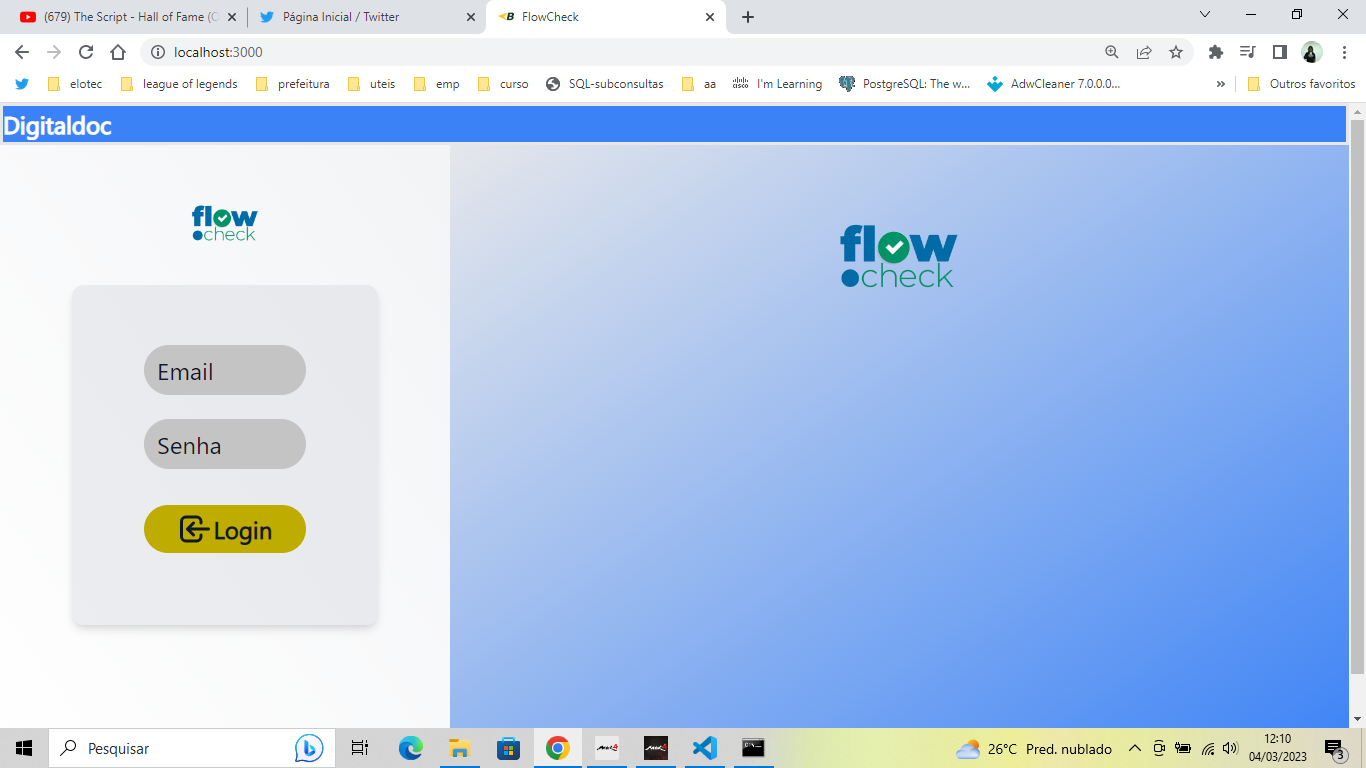 (679) The Script - Hall of Fame (O
Página Inicial / Twitter
FlowCheck
localhost:3000
elotec
league of legends
prefeitura
uteis
emp
curso
SQL-subconsultas
aa
I'm Learning
PostgreSQL: The w...
AdwCleaner 7.0.0.0...
»
Outros favoritos
Digitaldoc
flow
check
flow
check
Email
Senha
Login
Pesquisar
26°C Pred. nublado
12:10
04/03/2023
3